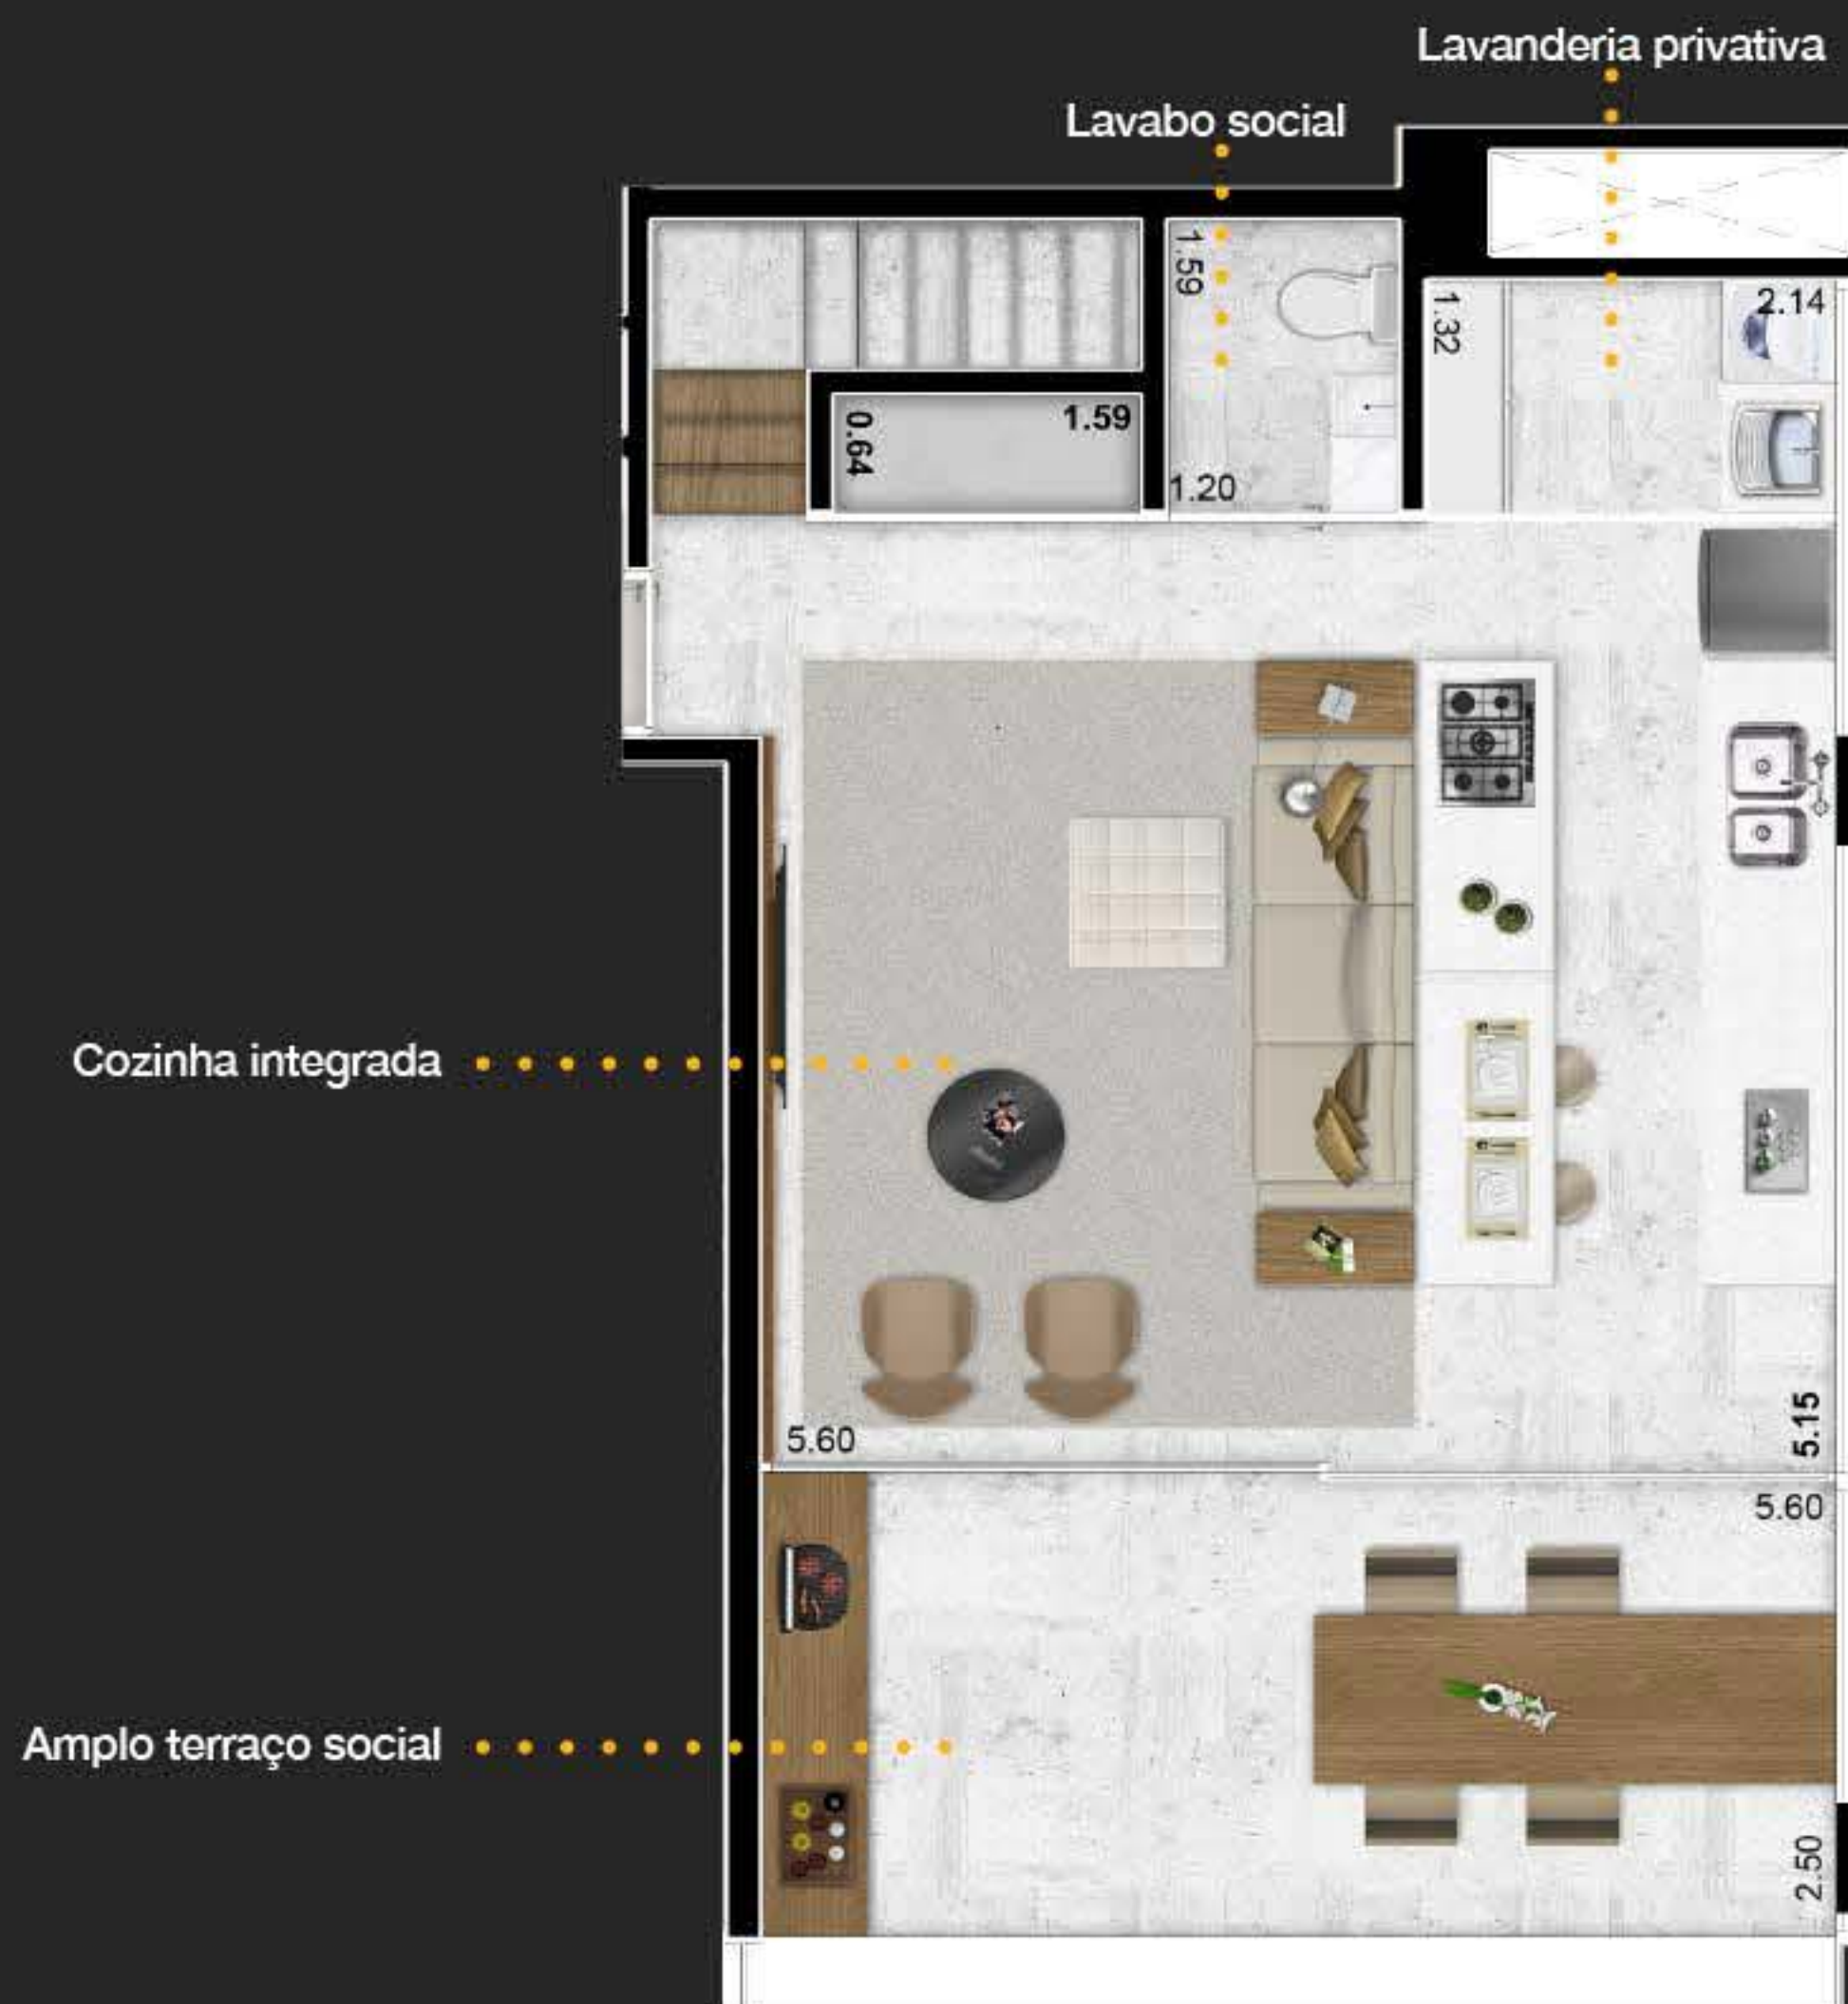 Lavanderia privativa
Lavabo social
1.59
1.32
2.14
0.64
1.59
1.20
Cozinha integrada
5.60
5.15
5.60
Amplo terraço social
2.50